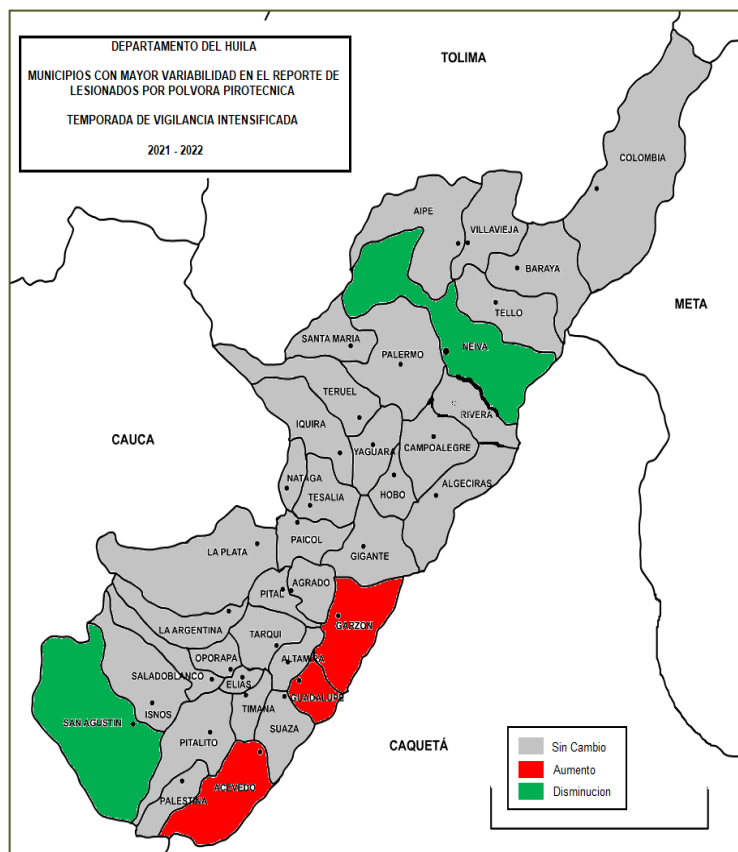 DEPARTAMENTO DEL HUILA
MUNICIPIOS CON MAYOR VARIABILIDAD EN EL REPORTE DE
LESIONADOS POR POLVORA PIROTECNICA
TEMPORADA DE VIGILANCIA INTENSIFICADA
2021 - 2022
TOLIMA
COLOMBIA
AIPE
VILLAVIEJA
BARAYA
TELLO
META
SANTA MARIA
NEIVA
PALERMO
TERUEL
RIVERA
IQUIRA
CAUCA
YAGUARA
CAMPOALEGRE
NATAGA
TESALIA
HOBO
ALGECIRAS
PAICOL
LA PLATA
GIGANTE
PITAL
AGRADO
LA ARGENTINA
GARZON
TARQUI
OPORAPA
ALTAMIRA
SALADOBLANCO
ELIAS
GUADALUPE
TIMANA
ISNOS
SAN AGUSTIN
SUAZA
PITALITO
CAQUETÁ
ACEVEDO
PALESTINA
Sin Cambio
Aumento
Disminucion